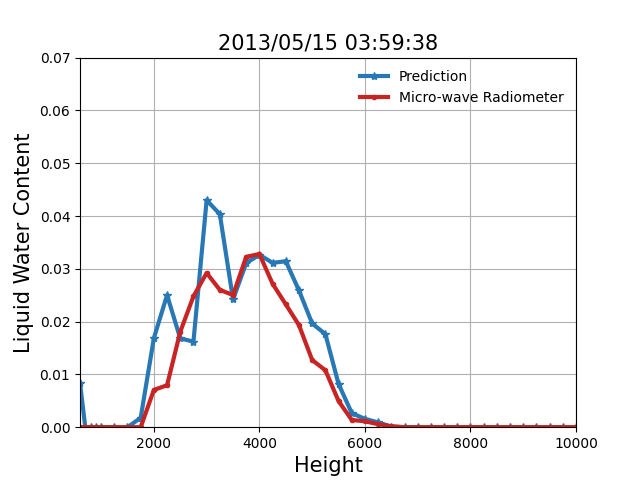 2013/05/15 03:59:38
0.07
0.06
0.05
0.04
0.03
0.02
0.01
0.00
Liquid Water Content
Prediction
Micro-wave Radiometer
2000 4000 6000 8000 10000
Height